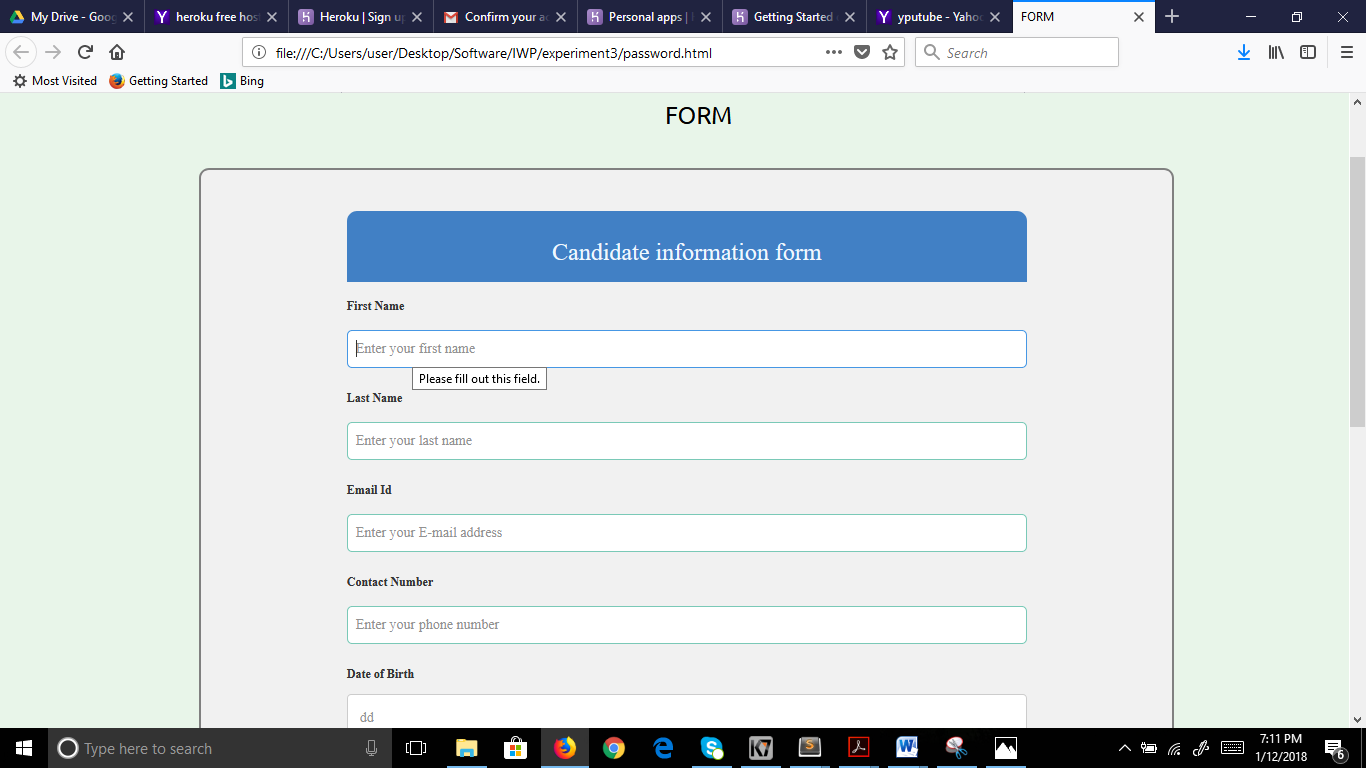 My Drive - Goog
heroku free hos
Heroku | Sign up
Confirm your ac
Personal apps |
Getting Started
yputube - Yahoo
FORM
file:///C:/Users/user/Desktop/Software/IWP/experiment3/password.html
Search
Most Visited
Getting Started
Bing
FORM
Candidate information form
First Name
Enter your first name
Please fill out this field.
Last Name
Enter your last name
Email Id
Enter your E-mail address
Contact Number
Enter your phone number
Date of Birth
dd
Type here to search
7:11 PM
1/12/2018
6